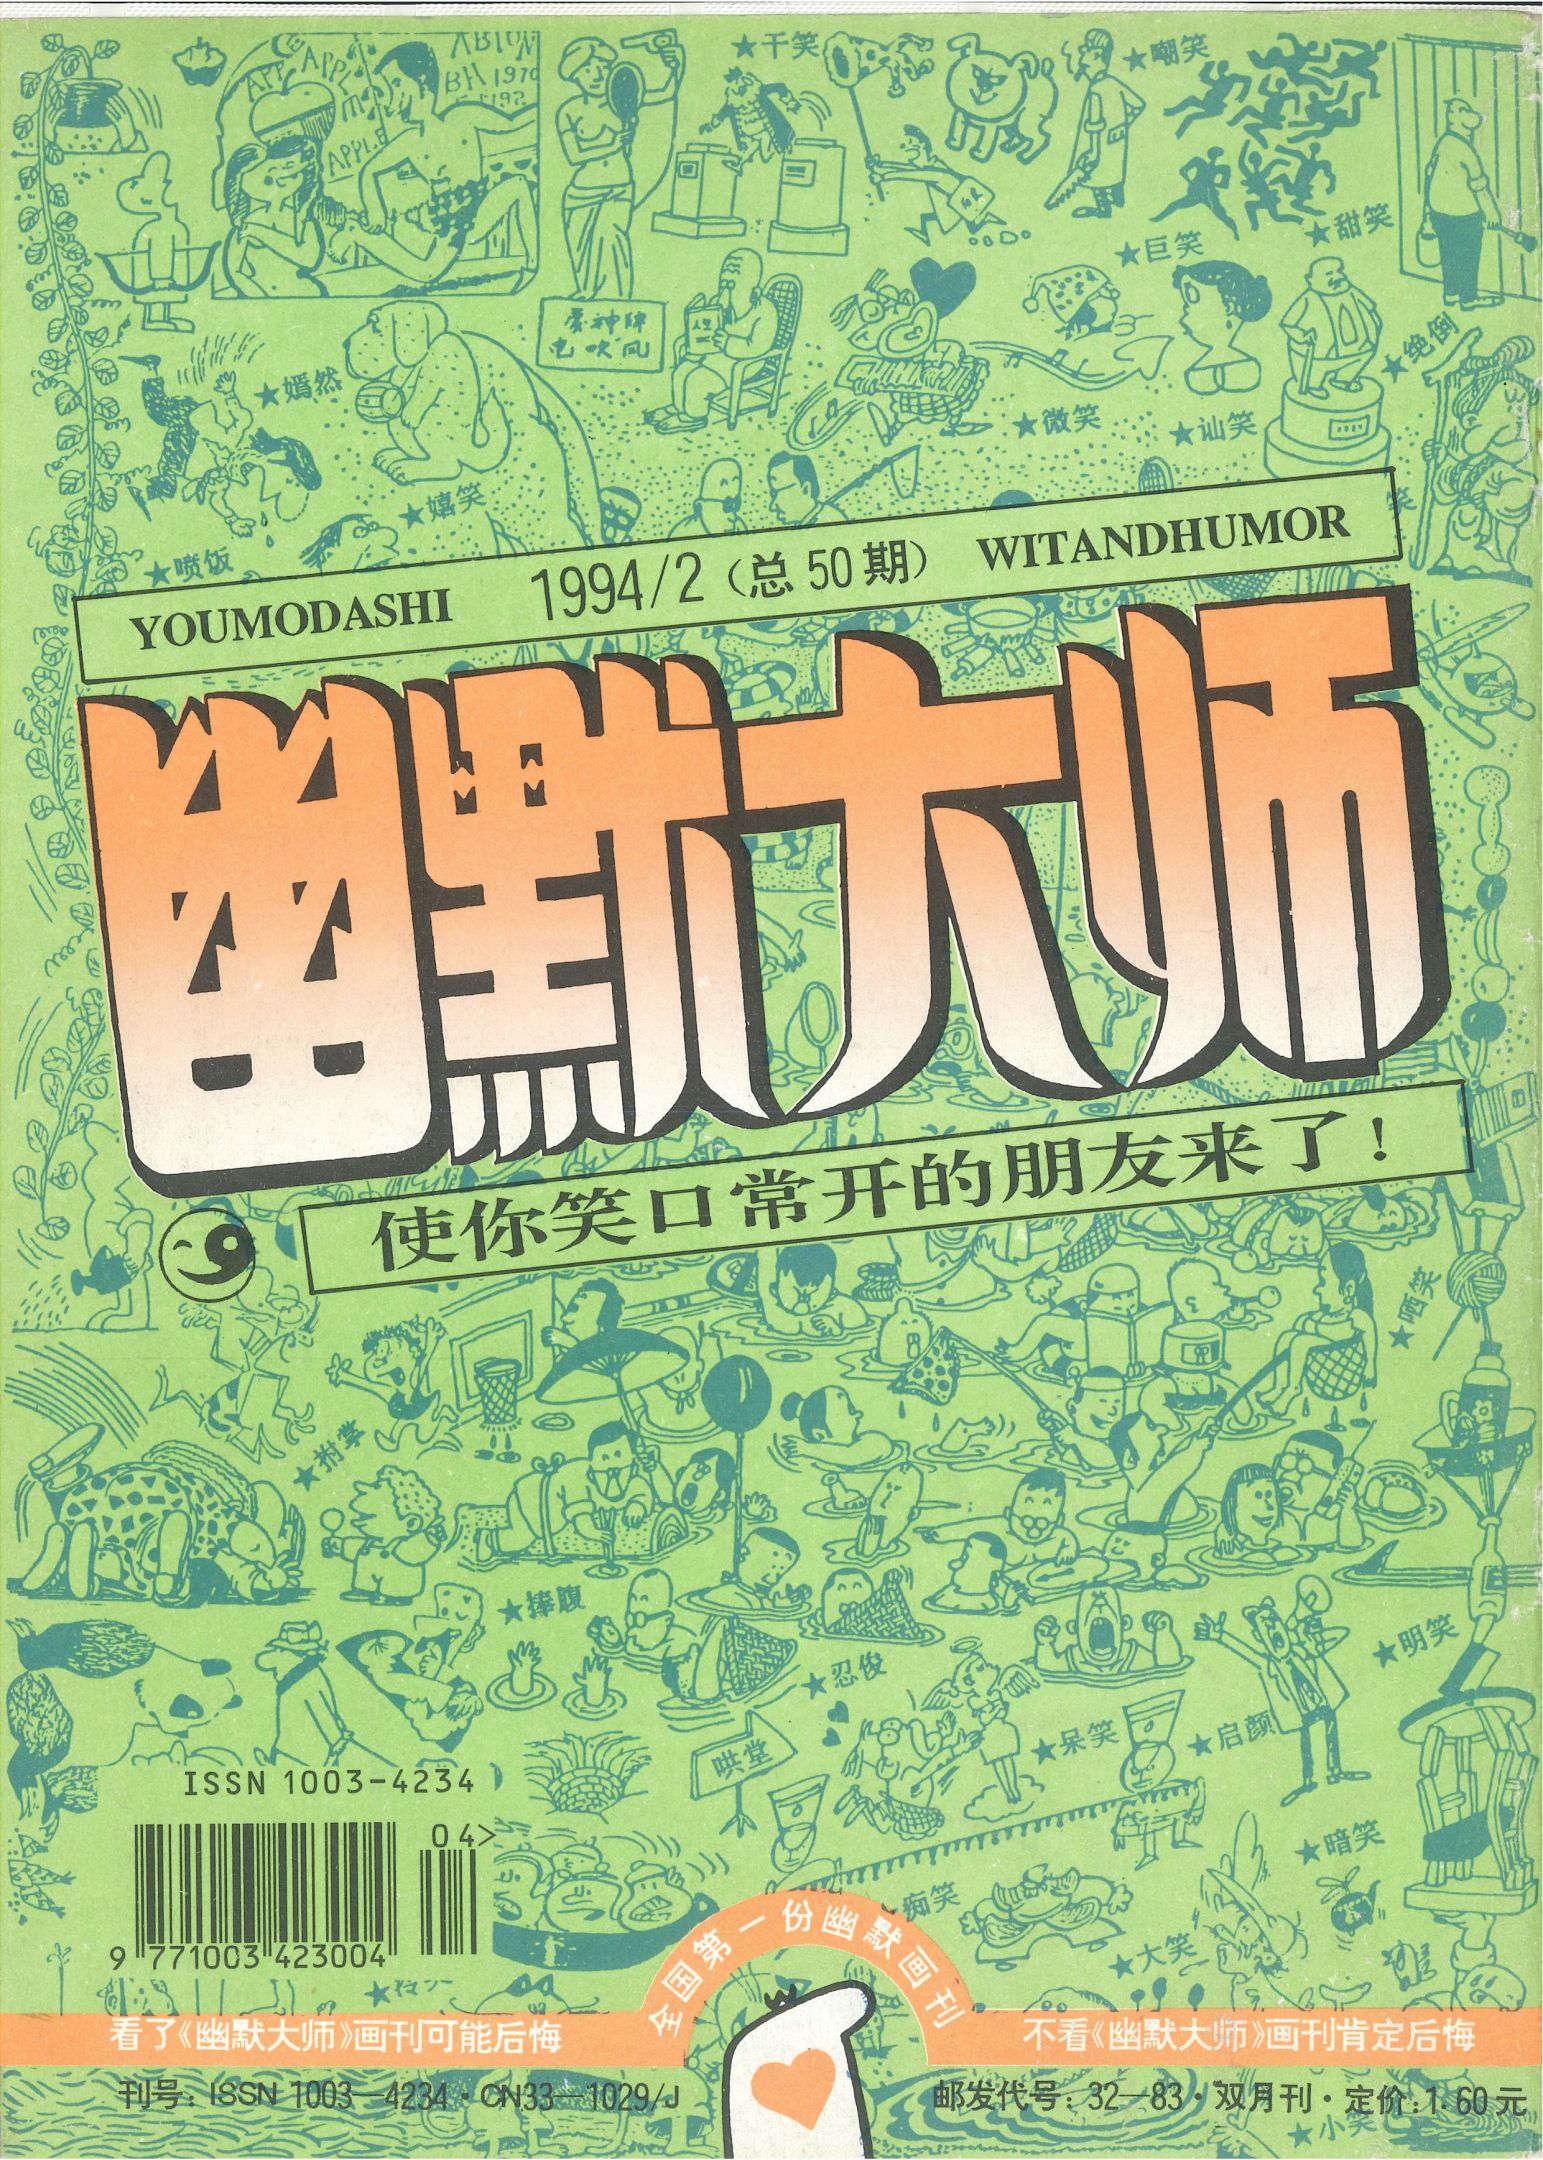 APPLE
★干笑
★嘲笑
★巨笑
★甜笑
★绝倒
★嫣然
★微笑
★讪笑
★嬉笑
★喷饭
YOUMODASHI 1994/2(总50期) WITANDHUMOR
幽默大师
使你笑口常开的朋友来了!
★哂笑
★捧腹
★忍俊
★明笑
哄堂
★呆笑
★启颜
★暗笑
痴笑
★大笑
ISSN 1003-4234
04>
9 771003 423004
全国第一份幽默画刊
看了《幽默大师》画刊可能后悔
不看《幽默大师》画刊肯定后悔
刊号:ISSN 1003—4234·CN33—1029/J
邮发代号:32—83·双月刊·定价:1.60元
★小笑